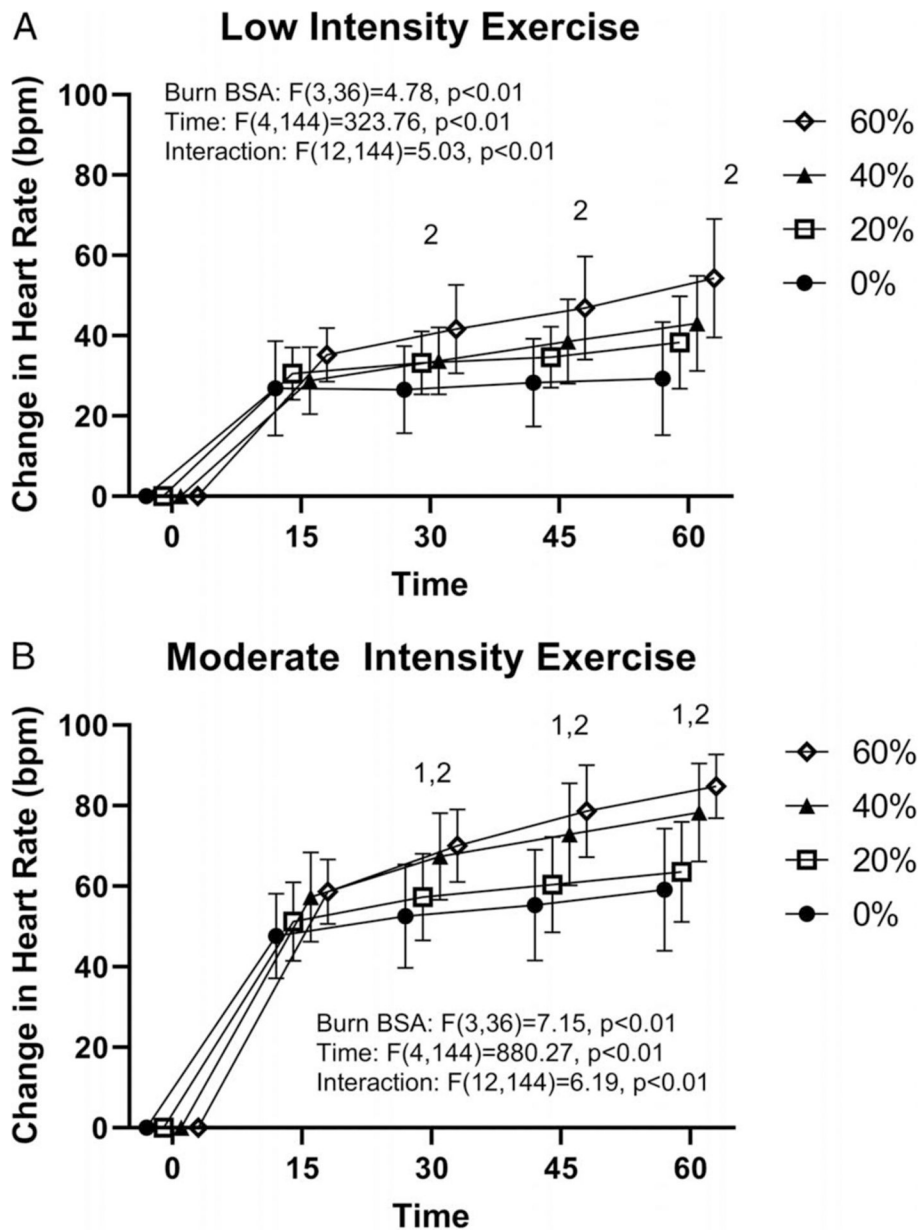 A
Low Intensity Exercise
Change in Heart Rate (bpm)
100
80
60
40
20
0
Burn BSA: F(3,36)=4.78, p<0.01
Time: F(4,144)=323.76, p<0.01
Interaction: F(12,144)=5.03, p<0.01
2
2
2
60%
40%
20%
0%
0 15 30 45 60
Time
B
Moderate Intensity Exercise
Change in Heart Rate (bpm)
100
80
60
40
20
0
1,2
1,2
1,2
60%
40%
20%
0%
Burn BSA: F(3,36)=7.15, p<0.01
Time: F(4,144)=880.27, p<0.01
Interaction: F(12,144)=6.19, p<0.01
0 15 30 45 60
Time